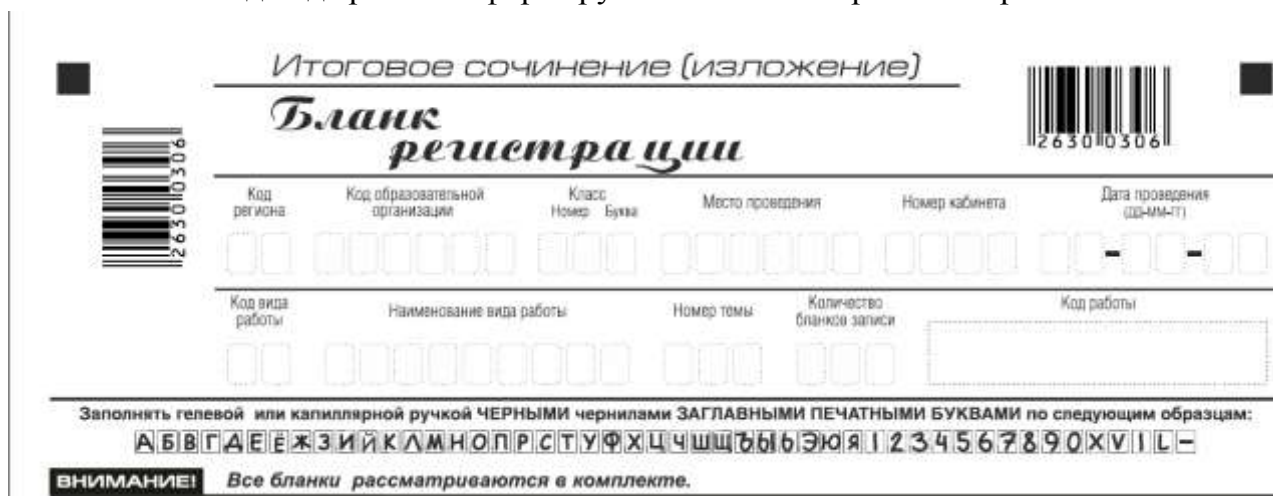 Итоговое сочинение (изложение)
Бланк
регистрации
2630 0306
2630 0306
Код региона
Код образовательной организации
Класс
Номер Буква
Место проведения
Номер кабинета
Дата проведения
(ДД-ММ-ГГ)
Код вида работы
Наименование вида работы
Номер темы
Количество бланков записи
Код работы
Заполнять гелевой или капиллярной ручкой ЧЕРНЫМИ чернилами ЗАГЛАВНЫМИ ПЕЧАТНЫМИ БУКВАМИ по следующим образцам:
АБВГДЕЁЖЗИЙКЛМНОПРСТУФХЦЧШЩЪЫЬЭЮЯ1234567890XVIL-
ВНИМАНИЕ! Все бланки рассматриваются в комплекте.